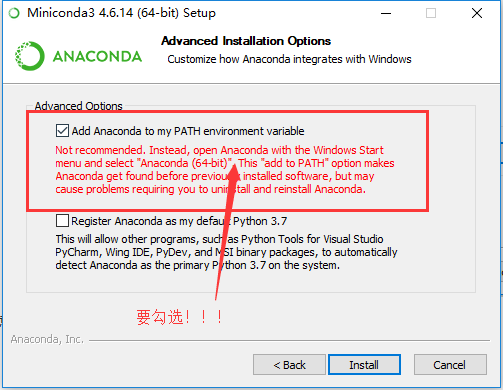 Miniconda3 4.6.14 (64-bit) Setup
ANACONDA
Advanced Installation Options
Customize how Anaconda integrates with Windows
Advanced Options
Add Anaconda to my PATH environment variable
Not recommended. Instead, open Anaconda with the Windows Start
menu and select "Anaconda (64-bit)". This "add to PATH" option makes
Anaconda get found before previously installed software, but may
cause problems requiring you to uninstall and reinstall Anaconda.
Register Anaconda as my default Python 3.7
This will allow other programs, such as Python Tools for Visual Studio
PyCharm, Wing IDE, PyDev, and MSI binary packages, to automatically
detect Anaconda as the primary Python 3.7 on the system.
要勾选！！！
Anaconda, Inc.
< Back
Install
Cancel